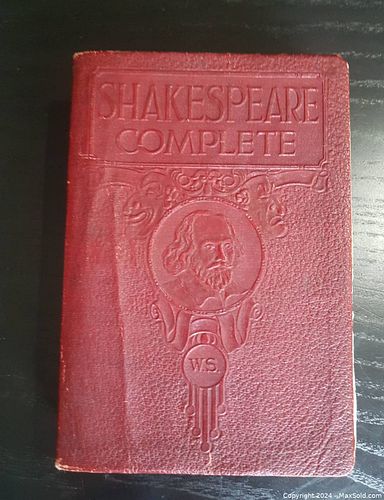 SHAKESPEARE
COMPLETE
W.S.
Copyright 2024 - MaxSold.com